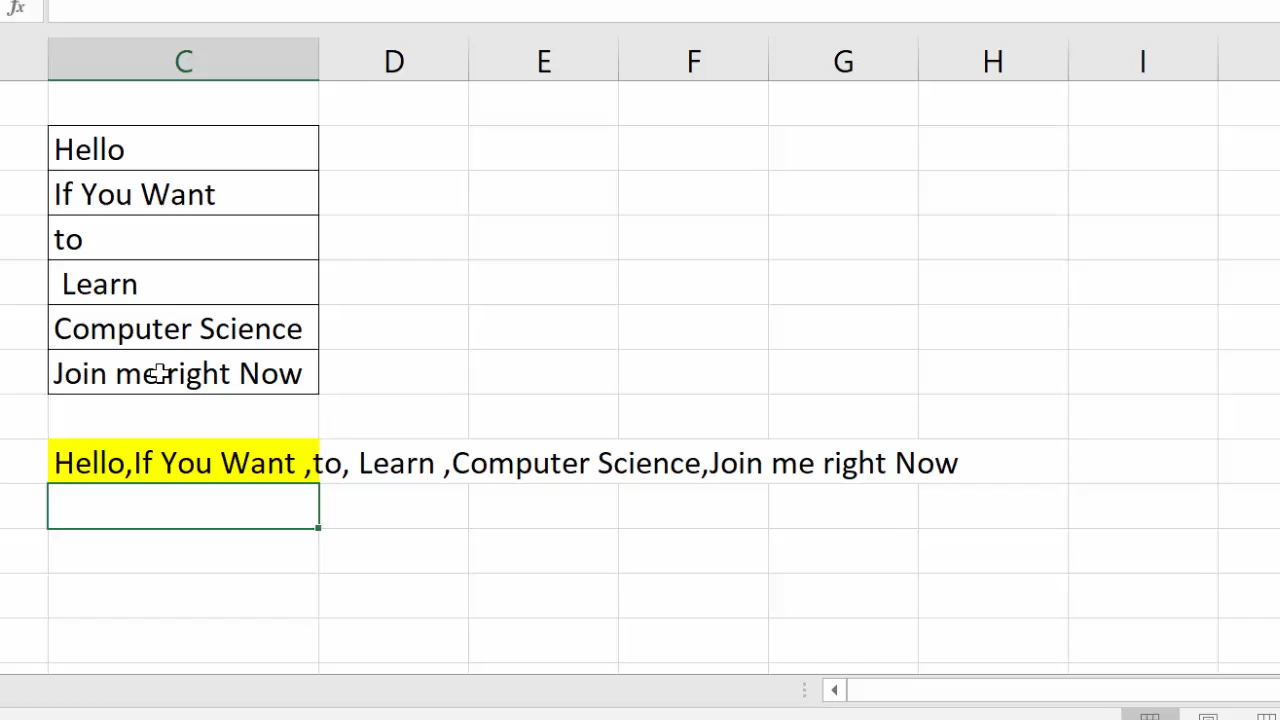 fx
C D E F G H I
Hello
If You Want
to
Learn
Computer Science
Join me right Now
Hello,If You Want ,to, Learn ,Computer Science,Join me right Now